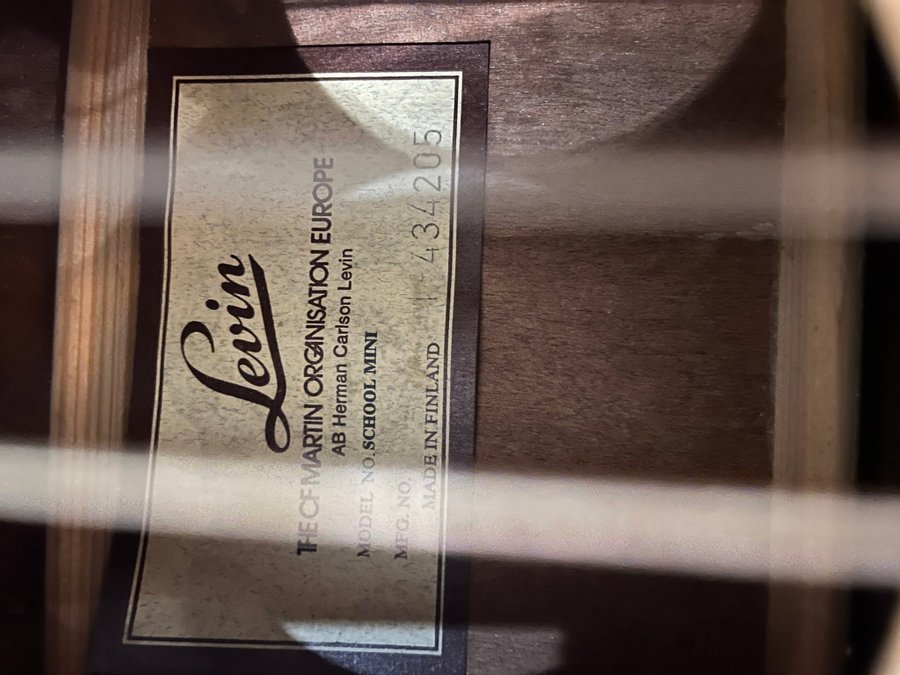 Levin
THE CF MARTIN ORGANISATION EUROPE
AB Herman Carlson Levin
MODEL NO. SCHOOL MINI
MFG. NO. 434205
MADE IN FINLAND